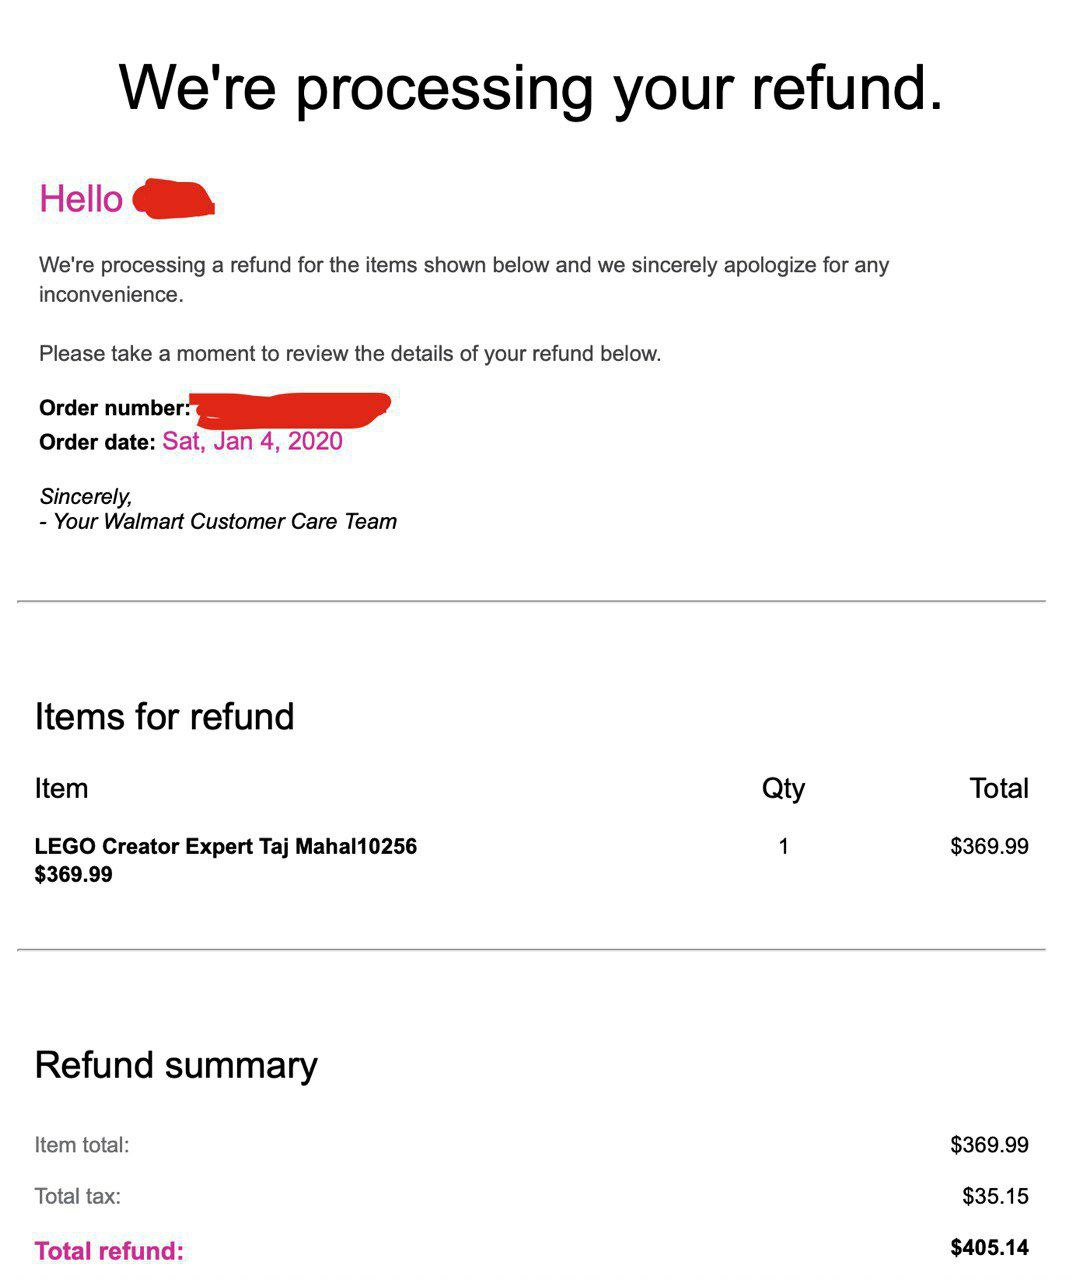 We're processing your refund.
Hello
We're processing a refund for the items shown below and we sincerely apologize for any
inconvenience.
Please take a moment to review the details of your refund below.
Order number:
Order date: Sat, Jan 4, 2020
Sincerely,
- Your Walmart Customer Care Team
Items for refund
Item Qty Total
LEGO Creator Expert Taj Mahal10256 1 $369.99
$369.99
Refund summary
Item total: $369.99
Total tax: $35.15
Total refund: $405.14